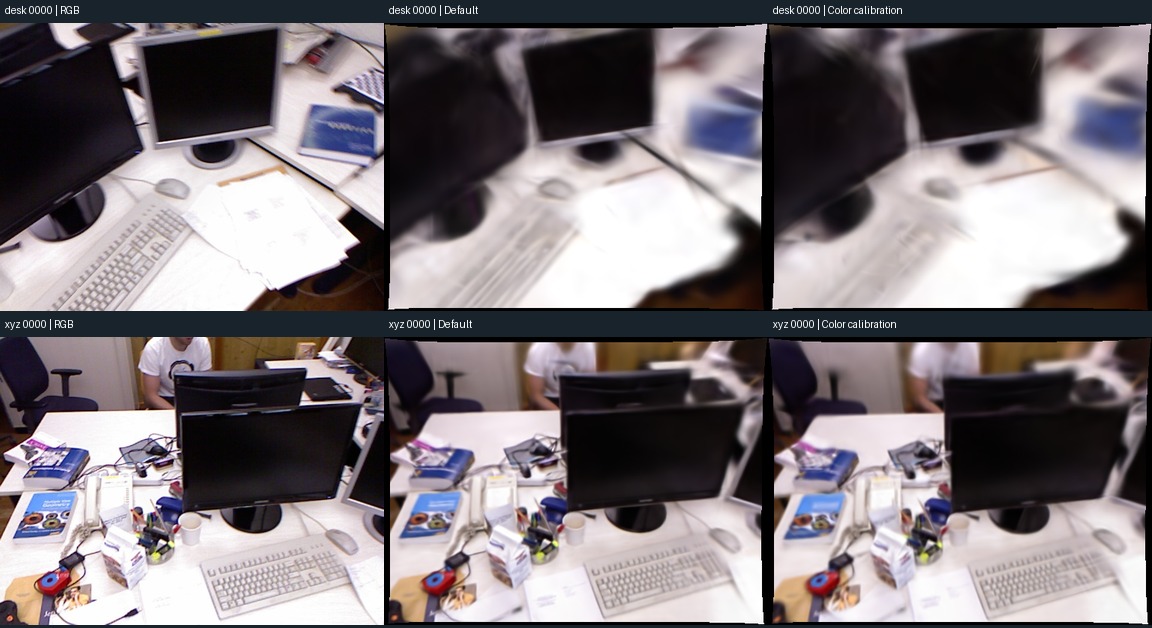 desk 0000 | RGB
desk 0000 | Default
desk 0000 | Color calibration
xyz 0000 | RGB
xyz 0000 | Default
xyz 0000 | Color calibration